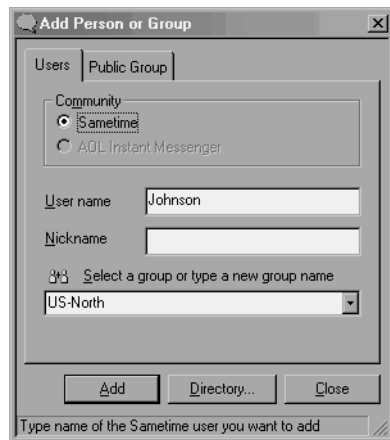 Add Person or Group
Users Public Group
Community
Sametime
AOL Instant Messenger
User name Johnson
Nickname
Select a group or type a new group name
US-North
Add Directory... Close
Type name of the Sametime user you want to add